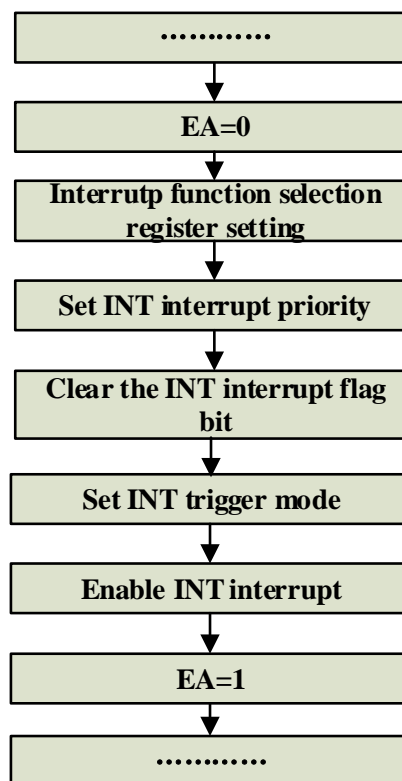 …………
EA=0
Interrutp function selection
register setting
Set INT interrupt priority
Clear the INT interrupt flag
bit
Set INT trigger mode
Enable INT interrupt
EA=1
…………